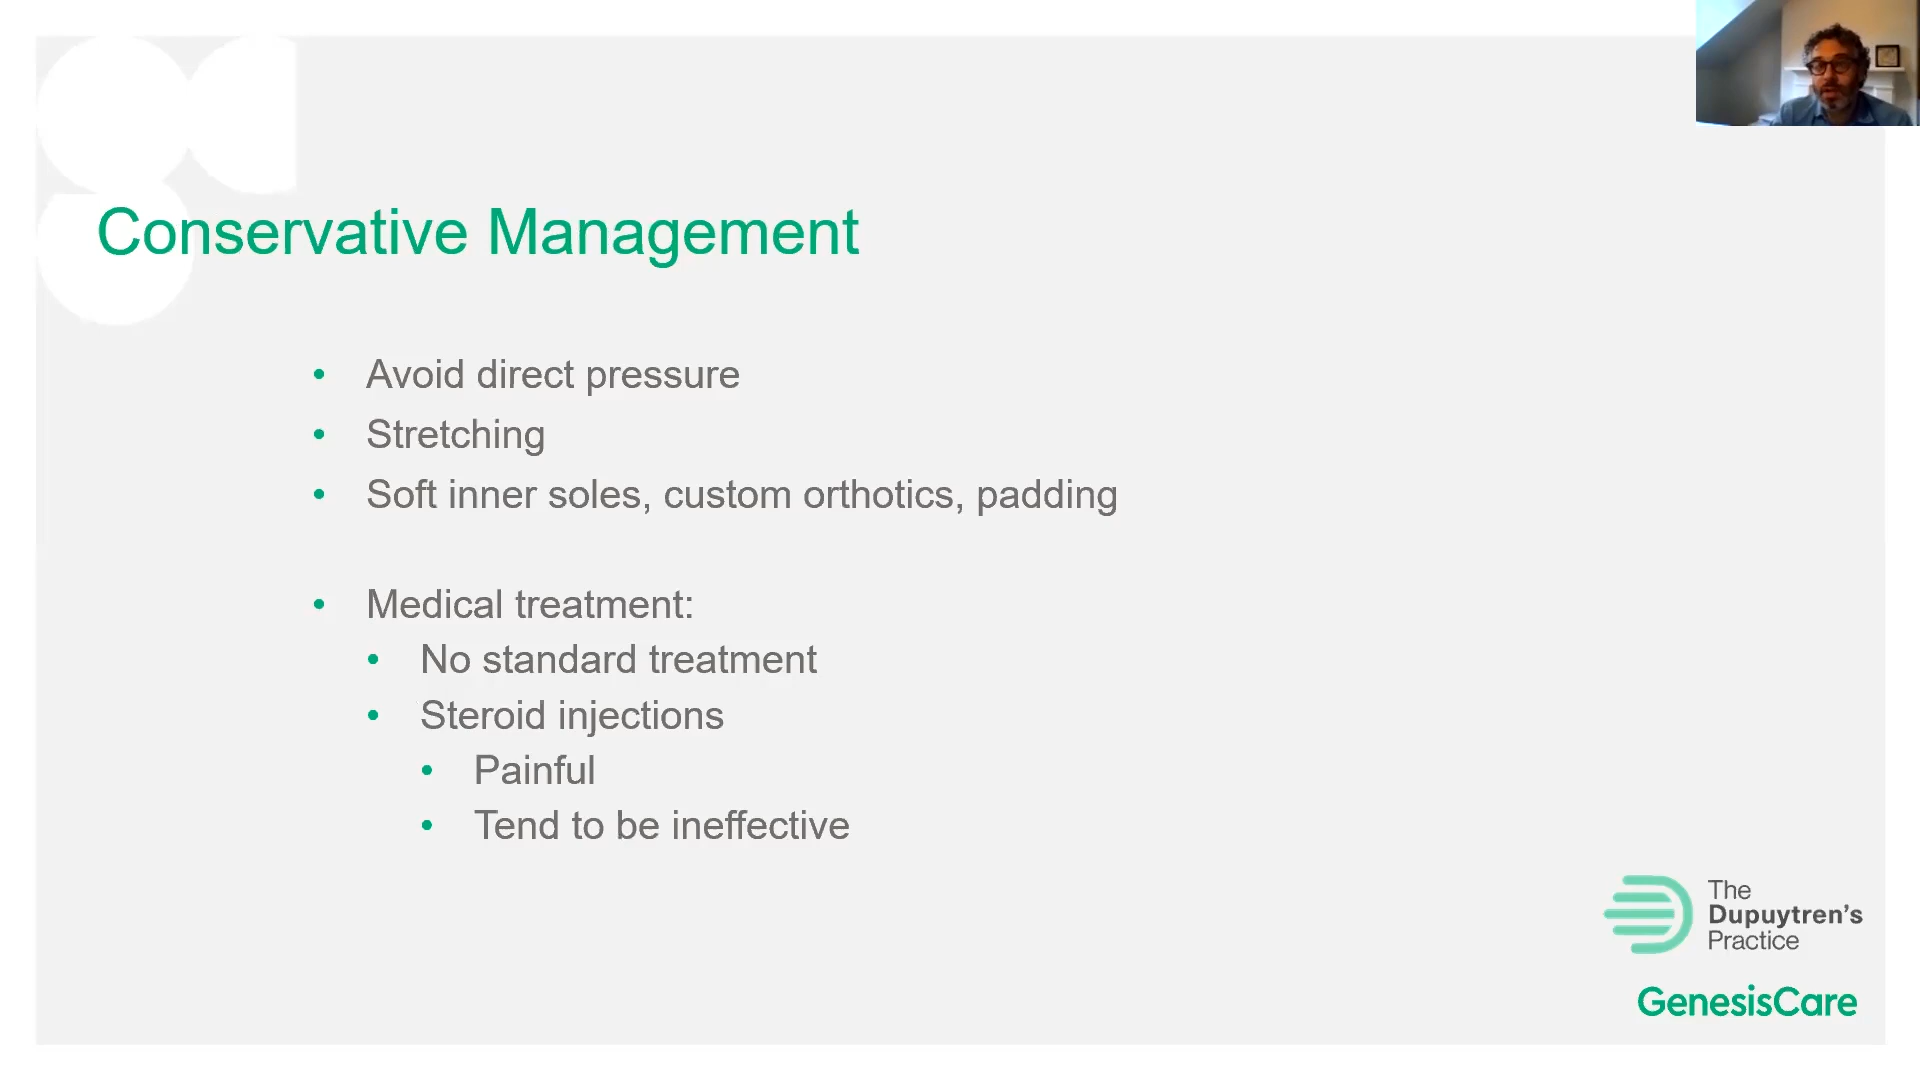 Conservative Management
Avoid direct pressure
Stretching
Soft inner soles, custom orthotics, padding
Medical treatment:
No standard treatment
Steroid injections
Painful
Tend to be ineffective
The
Dupuytren's
Practice
GenesisCare